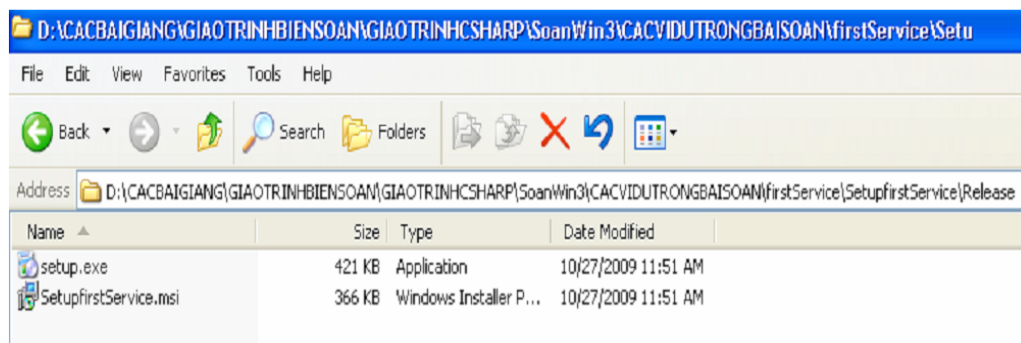 D:\CACBAIGIANG\GIAOTRINHBIENSOAN\GIAOTRINHCSHARP\SoanWin3\CACVIDUTRONGBAISOAN\firstService\Setu
File Edit View Favorites Tools Help
Back Search Folders
Address D:\CACBAIGIANG\GIAOTRINHBIENSOAN\GIAOTRINHCSHARP\SoanWin3\CACVIDUTRONGBAISOAN\firstService\SetupfirstService\Release
Name Size Type Date Modified
setup.exe 421 KB Application 10/27/2009 11:51 AM
SetupfirstService.msi 366 KB Windows Installer P... 10/27/2009 11:51 AM